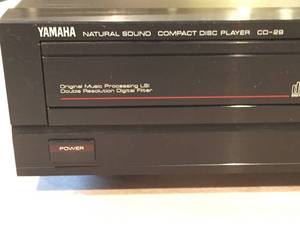 YAMAHA NATURAL SOUND COMPACT DISC PLAYER CD-29
Original Music Processing LSI
Double Resolution Digital Filter
POWER